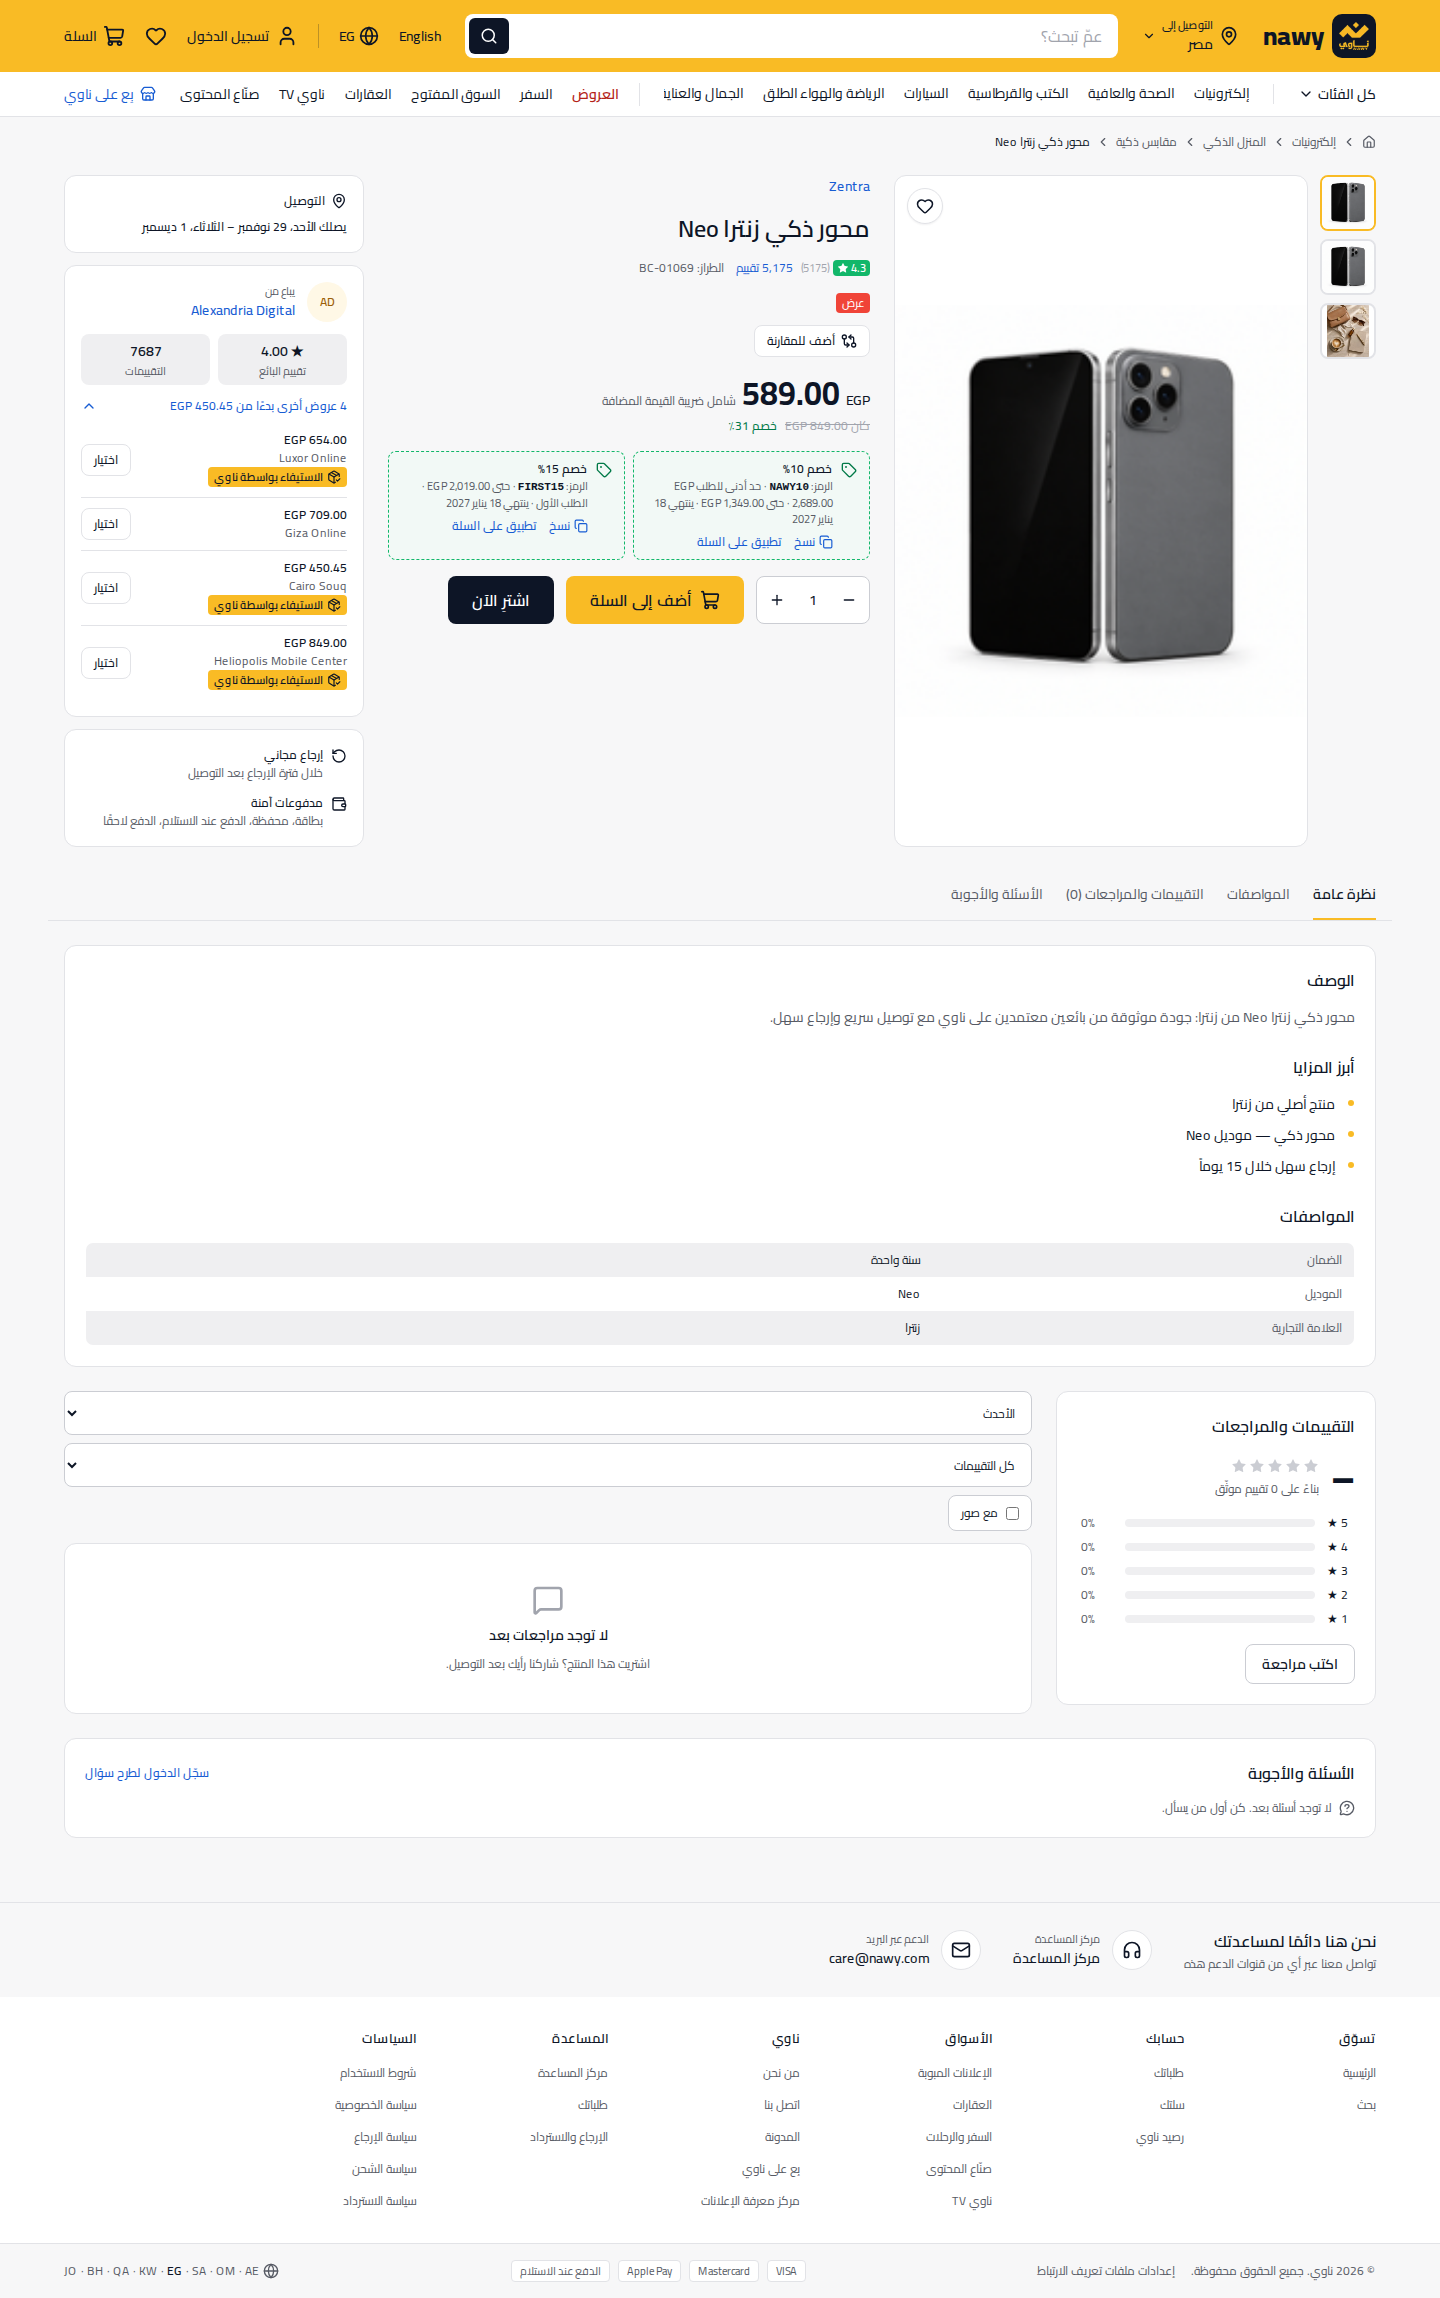 ناوي
NAWY
nawy
التوصيل إلى
مصر
عمّ تبحث؟
English
EG
تسجيل الدخول
السلة
كل الفئات
إلكترونيات
الصحة والعافية
الكتب والقرطاسية
السيارات
الرياضة والهواء الطلق
الجمال والعناية
العروض
السفر
السوق المفتوح
العقارات
ناوي TV
صنّاع المحتوى
بِع على ناوي
إلكترونيات
المنزل الذكي
مقابس ذكية
محور ذكي زنترا Neo
Zentra
محور ذكي زنترا Neo
4.3 ★ (5175) 5,175 تقييم الطراز: BC-01069
عرض
أضف للمقارنة
EGP 589.00 شامل ضريبة القيمة المضافة
كان EGP 849.00 خصم 31٪
خصم 10%
الرمز: NAWY10 · حد أدنى للطلب EGP
2,689.00 · حتى EGP 1,349.00 · ينتهي 18
يناير 2027
نسخ تطبيق على السلة
خصم 15%
الرمز: FIRST15 · حتى EGP 2,019.00 ·
الطلب الأول · ينتهي 18 يناير 2027
نسخ تطبيق على السلة
1
أضف إلى السلة
اشترِ الآن
التوصيل
يصلك الأحد، 29 نوفمبر – الثلاثاء، 1 ديسمبر
AD
يباع من
Alexandria Digital
★ 4.00
تقييم البائع
7687
التقييمات
4 عروض أخرى بدءًا من EGP 450.45
EGP 654.00
Luxor Online
الاستيفاء بواسطة ناوي
اختيار
EGP 709.00
Giza Online
اختيار
EGP 450.45
Cairo Souq
الاستيفاء بواسطة ناوي
اختيار
EGP 849.00
Heliopolis Mobile Center
الاستيفاء بواسطة ناوي
اختيار
إرجاع مجاني
خلال فترة الإرجاع بعد التوصيل
مدفوعات آمنة
بطاقة، محفظة، الدفع عند الاستلام، الدفع لاحقًا
نظرة عامة
المواصفات
التقييمات والمراجعات (0)
الأسئلة والأجوبة
الوصف
محور ذكي زنترا Neo من زنترا: جودة موثوقة من بائعين معتمدين على ناوي مع توصيل سريع وإرجاع سهل.
أبرز المزايا
منتج أصلي من زنترا
محور ذكي — موديل Neo
إرجاع سهل خلال 15 يوماً
المواصفات
الضمان سنة واحدة
الموديل Neo
العلامة التجارية زنترا
التقييمات والمراجعات
–
بناءً على 0 تقييم موثّق
5 ★ 0%
4 ★ 0%
3 ★ 0%
2 ★ 0%
1 ★ 0%
اكتب مراجعة
الأحدث
كل التقييمات
مع صور
لا توجد مراجعات بعد
اشتريت هذا المنتج؟ شاركنا رأيك بعد التوصيل.
الأسئلة والأجوبة
سجّل الدخول لطرح سؤال
لا توجد أسئلة بعد. كن أول من يسأل.
نحن هنا دائمًا لمساعدتك
تواصل معنا عبر أي من قنوات الدعم هذه
مركز المساعدة
مركز المساعدة
الدعم عبر البريد
care@nawy.com
تسوّق
الرئيسية
بحث
حسابك
طلباتك
سلتك
رصيد ناوي
الأسواق
الإعلانات المبوبة
العقارات
السفر والرحلات
صنّاع المحتوى
ناوي TV
ناوي
من نحن
اتصل بنا
المدونة
بِع على ناوي
مركز معرفة الإعلانات
المساعدة
مركز المساعدة
طلباتك
الإرجاع والاسترداد
السياسات
شروط الاستخدام
سياسة الخصوصية
سياسة الإرجاع
سياسة الشحن
سياسة الاسترداد
© 2026 ناوي. جميع الحقوق محفوظة.
إعدادات ملفات تعريف الارتباط
VISA
Mastercard
Apple Pay
الدفع عند الاستلام
JO · BH · QA · KW · EG · SA · OM · AE